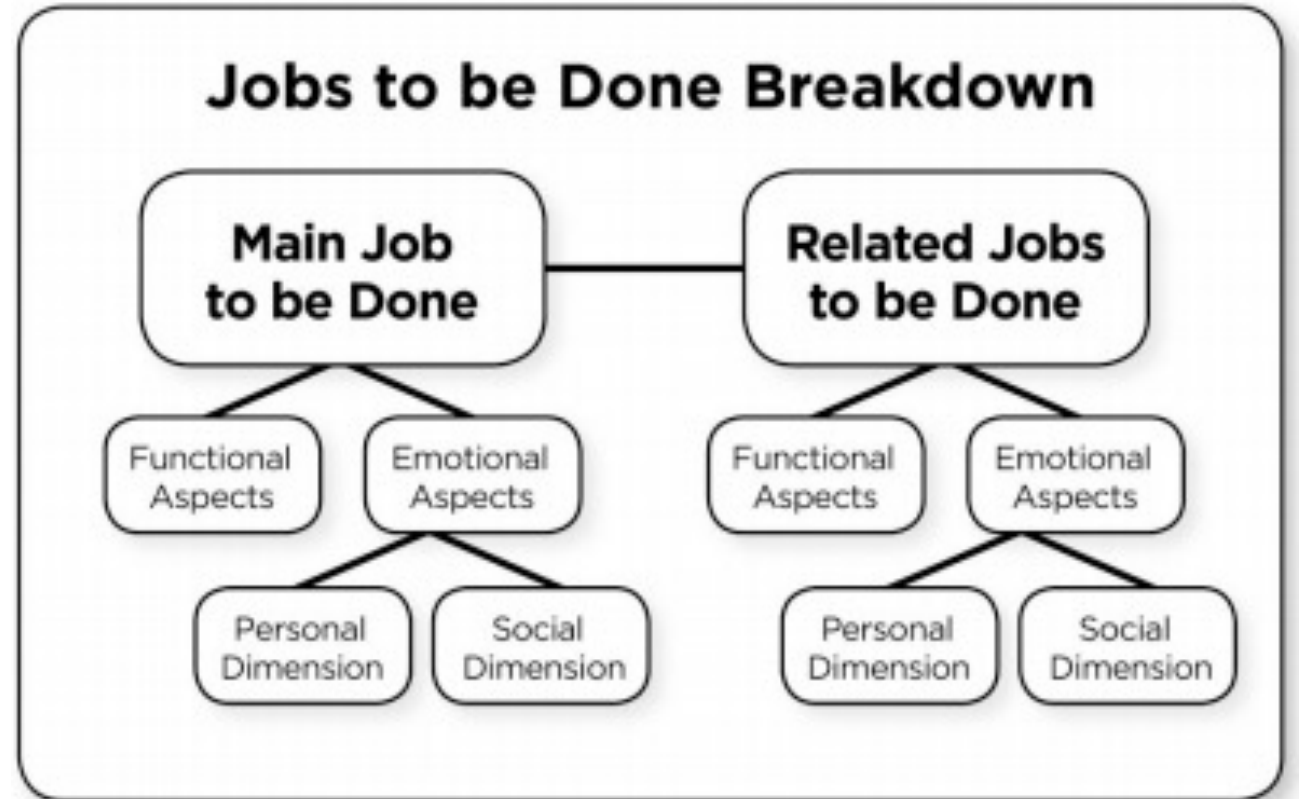 Jobs to be Done Breakdown
Main Job
to be Done
Related Jobs
to be Done
Functional
Aspects
Emotional
Aspects
Functional
Aspects
Emotional
Aspects
Personal
Dimension
Social
Dimension
Personal
Dimension
Social
Dimension